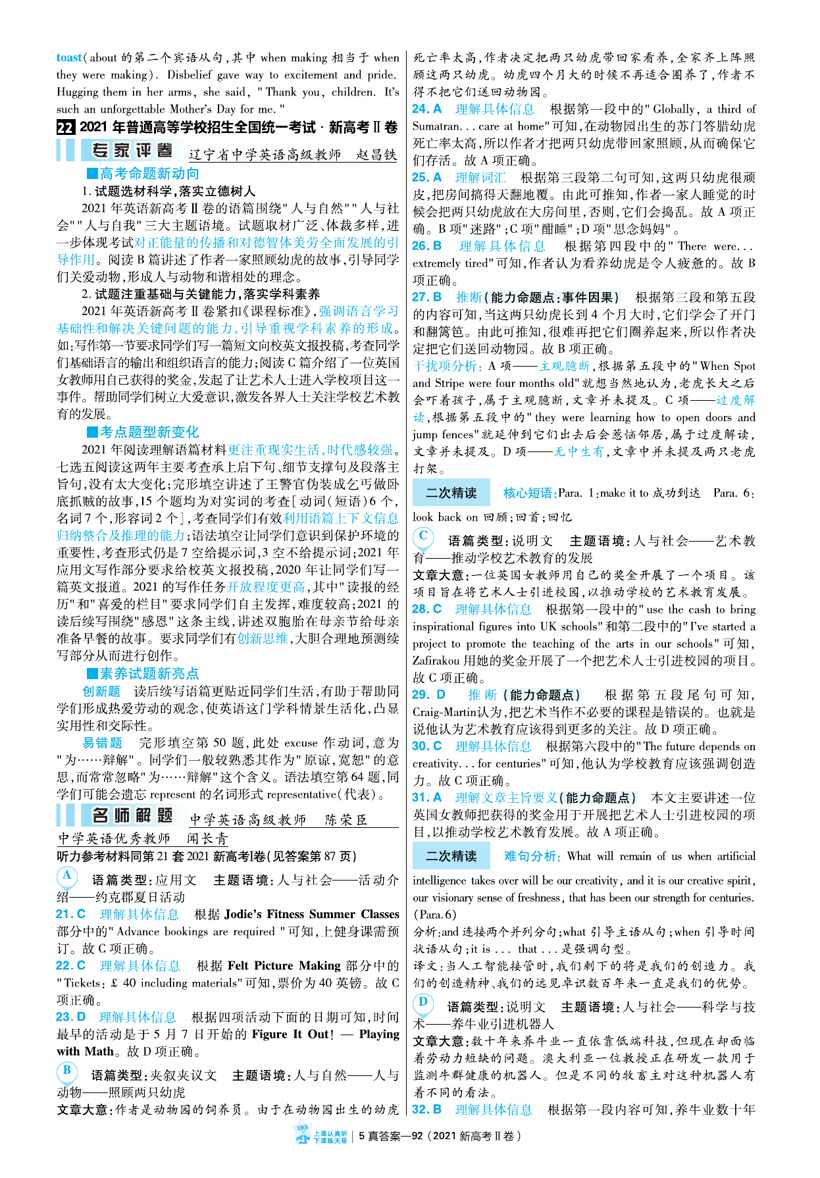 toast(about 的第二个宾语从句,其中 when making 相当于 when
they were making). Disbelief gave way to excitement and pride.
Hugging them in her arms, she said, "Thank you, children. It's
such an unforgettable Mother's Day for me."
22 2021 年普通高等学校招生全国统一考试·新高考Ⅱ卷
专家评卷 辽宁省中学英语高级教师 赵昌铁
■高考命题新动向
1. 试题选材科学,落实立德树人
2021 年英语新高考Ⅱ卷的语篇围绕"人与自然""人与社
会""人与自我"三大主题语境。试题取材广泛、体裁多样,进
一步体现考试对正能量的传播和对德智体美劳全面发展的引
导作用。阅读 B 篇讲述了作者一家照顾幼虎的故事,引导同学
们关爱动物,形成人与动物和谐相处的理念。
2. 试题注重基础与关键能力,落实学科素养
2021 年英语新高考Ⅱ卷紧扣《课程标准》,强调语言学习
基础性和解决关键问题的能力,引导重视学科素养的形成。
如:写作第一节要求同学们写一篇短文向校英文报投稿,考查同学
们基础语言的输出和组织语言的能力;阅读 C 篇介绍了一位英国
女教师用自己获得的奖金,发起了让艺术人士进入学校项目这一
事件。帮助同学们树立大爱意识,激发各界人士关注学校艺术教
育的发展。
■考点题型新变化
2021 年阅读理解语篇材料更注重现实生活,时代感较强。
七选五阅读这两年主要考查承上启下句、细节支撑句及段落主
旨句,没有太大变化;完形填空讲述了王警官伪装成乞丐做卧
底抓贼的故事,15 个题均为对实词的考查[动词(短语)6 个,
名词 7 个,形容词 2 个],考查同学们有效利用语篇上下文信息
归纳整合及推理的能力;语法填空让同学们意识到保护环境的
重要性,考查形式仍是 7 空给提示词,3 空不给提示词;2021 年
应用文写作部分要求给校英文报投稿,2020 年让同学们写一
篇英文报道。2021 的写作任务开放程度更高,其中"读报的经
历"和"喜爱的栏目"要求同学们自主发挥,难度较高;2021 的
读后续写围绕"感恩"这条主线,讲述双胞胎在母亲节给母亲
准备早餐的故事。要求同学们有创新思维,大胆合理地预测续
写部分从而进行创作。
■素养试题新亮点
创新题 读后续写语篇更贴近同学们生活,有助于帮助同
学们形成热爱劳动的观念,使英语这门学科情景生活化,凸显
实用性和交际性。
易错题 完形填空第 50 题,此处 excuse 作动词,意为
"为……辩解"。同学们一般较熟悉其作为"原谅,宽恕"的意
思,而常常忽略"为……辩解"这个含义。语法填空第 64 题,同
学们可能会遗忘 represent 的名词形式 representative(代表)。
名师解题 中学英语高级教师 陈荣臣
中学英语优秀教师 闻长青
听力参考材料同第 21 套 2021 新高考Ⅰ卷(见答案第 87 页)
A 语篇类型:应用文 主题语境:人与社会——活动介
绍——约克郡夏日活动
21. C 理解具体信息 根据 Jodie's Fitness Summer Classes
部分中的"Advance bookings are required "可知,上健身课需预
订。故 C 项正确。
22. C 理解具体信息 根据 Felt Picture Making 部分中的
"Tickets: £ 40 including materials"可知,票价为 40 英镑。故 C
项正确。
23. D 理解具体信息 根据四项活动下面的日期可知,时间
最早的活动是于 5 月 7 日开始的 Figure It Out! — Playing
with Math。故 D 项正确。
B 语篇类型:夹叙夹议文 主题语境:人与自然——人与
动物——照顾两只幼虎
文章大意:作者是动物园的饲养员。由于在动物园出生的幼虎
死亡率太高,作者决定把两只幼虎带回家看养,全家齐上阵照
顾这两只幼虎。幼虎四个月大的时候不再适合圈养了,作者不
得不把它们送回动物园。
24. A 理解具体信息 根据第一段中的"Globally, a third of
Sumatran...care at home"可知,在动物园出生的苏门答腊幼虎
死亡率太高,所以作者才把两只幼虎带回家照顾,从而确保它
们存活。故 A 项正确。
25. A 理解词汇 根据第三段第二句可知,这两只幼虎很顽
皮,把房间搞得天翻地覆。由此可推知,作者一家人睡觉的时
候会把两只幼虎放在大房间里,否则,它们会捣乱。故 A 项正
确。B 项"迷路";C 项"酣睡";D 项"思念妈妈"。
26. B 理解具体信息 根据第四段中的" There were...
extremely tired"可知,作者认为看养幼虎是令人疲惫的。故 B
项正确。
27. B 推断(能力命题点:事件因果) 根据第三段和第五段
的内容可知,当这两只幼虎长到 4 个月大时,它们学会了开门
和翻篱笆。由此可推知,很难再把它们圈养起来,所以作者决
定把它们送回动物园。故 B 项正确。
干扰项分析: A 项——主观臆断,根据第五段中的"When Spot
and Stripe were four months old"就想当然地认为,老虎长大之后
会吓着孩子,属于主观臆断,文章并未提及。C 项——过度解
读,根据第五段中的"they were learning how to open doors and
jump fences"就延伸到它们出去后会惹恼邻居,属于过度解读,
文章并未提及。D 项——无中生有,文章中并未提及两只老虎
打架。
二次精读 核心短语:Para. 1:make it to 成功到达 Para. 6:
look back on 回顾;回首;回忆
C 语篇类型:说明文 主题语境:人与社会——艺术教
育——推动学校艺术教育的发展
文章大意:一位英国女教师用自己的奖金开展了一个项目。该
项目旨在将艺术人士引进校园,以推动学校的艺术教育发展。
28. C 理解具体信息 根据第一段中的"use the cash to bring
inspirational figures into UK schools"和第二段中的"I've started a
project to promote the teaching of the arts in our schools"可知,
Zafirakou 用她的奖金开展了一个把艺术人士引进校园的项目。
故 C 项正确。
29. D 推断(能力命题点) 根据第五段尾句可知,
Craig-Martin认为,把艺术当作不必要的课程是错误的。也就是
说他认为艺术教育应该得到更多的关注。故 D 项正确。
30. C 理解具体信息 根据第六段中的"The future depends on
creativity...for centuries"可知,他认为学校教育应该强调创造
力。故 C 项正确。
31. A 理解文章主旨要义(能力命题点) 本文主要讲述一位
英国女教师把获得的奖金用于开展把艺术人士引进校园的项
目,以推动学校艺术教育发展。故 A 项正确。
二次精读 难句分析: What will remain of us when artificial
intelligence takes over will be our creativity, and it is our creative spirit,
our visionary sense of freshness, that has been our strength for centuries.
(Para.6)
分析:and 连接两个并列分句;what 引导主语从句;when 引导时间
状语从句;it is ... that ...是强调句型。
译文:当人工智能接管时,我们剩下的将是我们的创造力。我
们的创造精神、我们的远见卓识数百年来一直是我们的优势。
D 语篇类型:说明文 主题语境:人与社会——科学与技
术——养牛业引进机器人
文章大意:数十年来养牛业一直依靠低端科技,但现在却面临
着劳动力短缺的问题。澳大利亚一位教授正在研发一款用于
监测牛群健康的机器人。但是不同的牧畜主对这种机器人有
着不同的看法。
32. B 理解具体信息 根据第一段内容可知,养牛业数十年
上课认真听
下课练天星
5 真答案—92(2021 新高考Ⅱ卷)